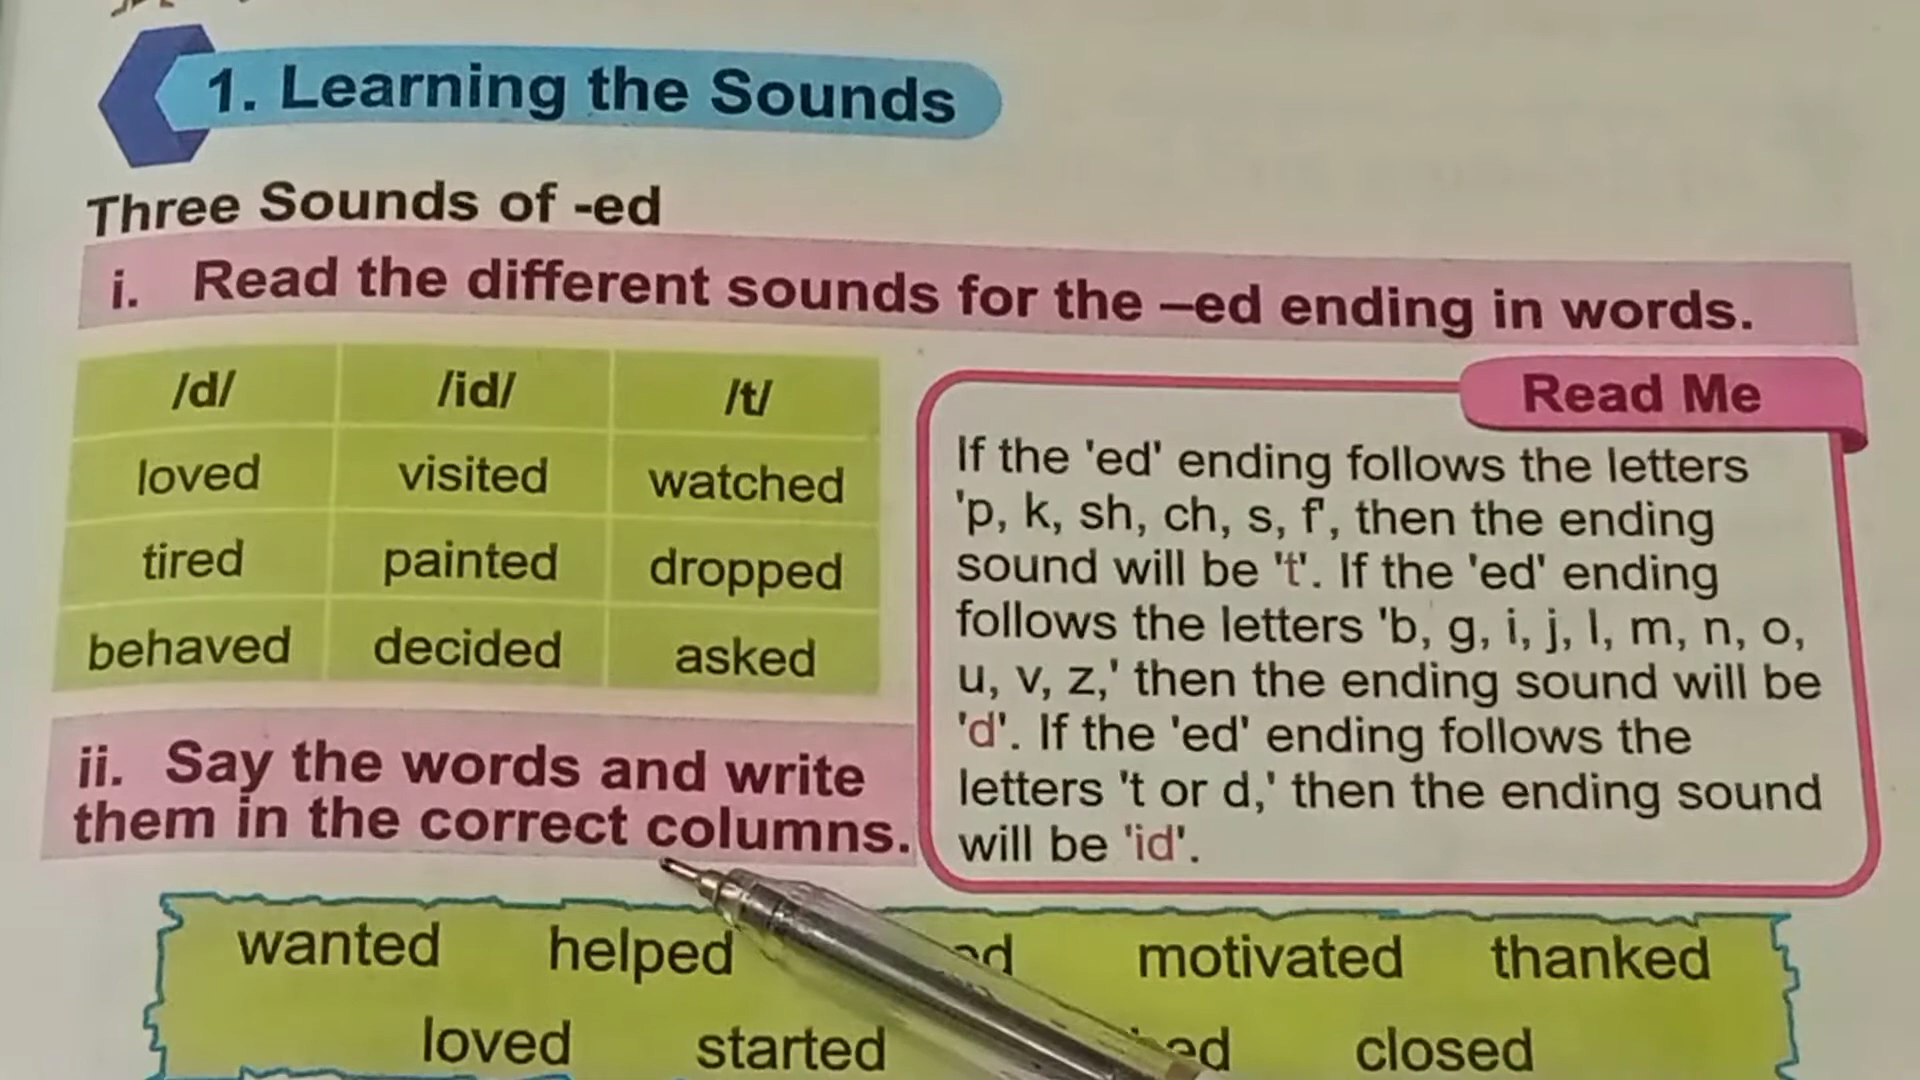 1. Learning the Sounds
Three Sounds of -ed
i. Read the different sounds for the –ed ending in words.
/d/ /id/ /t/
loved visited watched
tired painted dropped
behaved decided asked
Read Me
If the 'ed' ending follows the letters
'p, k, sh, ch, s, f', then the ending
sound will be 't'. If the 'ed' ending
follows the letters 'b, g, i, j, l, m, n, o,
u, v, z,' then the ending sound will be
'd'. If the 'ed' ending follows the
letters 't or d,' then the ending sound
will be 'id'.
ii. Say the words and write
them in the correct columns.
wanted helped motivated thanked
loved started closed